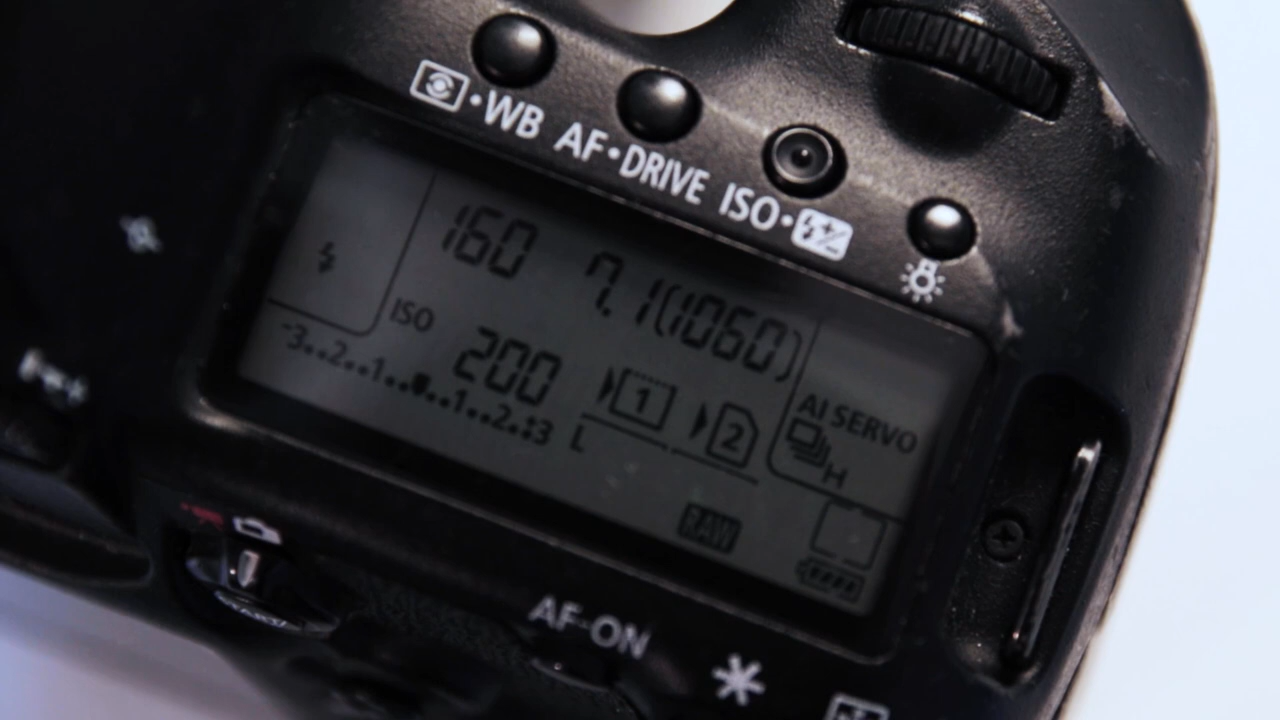 WB AF•DRIVE ISO•
160 7.1(1060)
ISO 200
-3..2..1....1..2.:3
1 2
L
AI SERVO
H
RAW
AF-ON